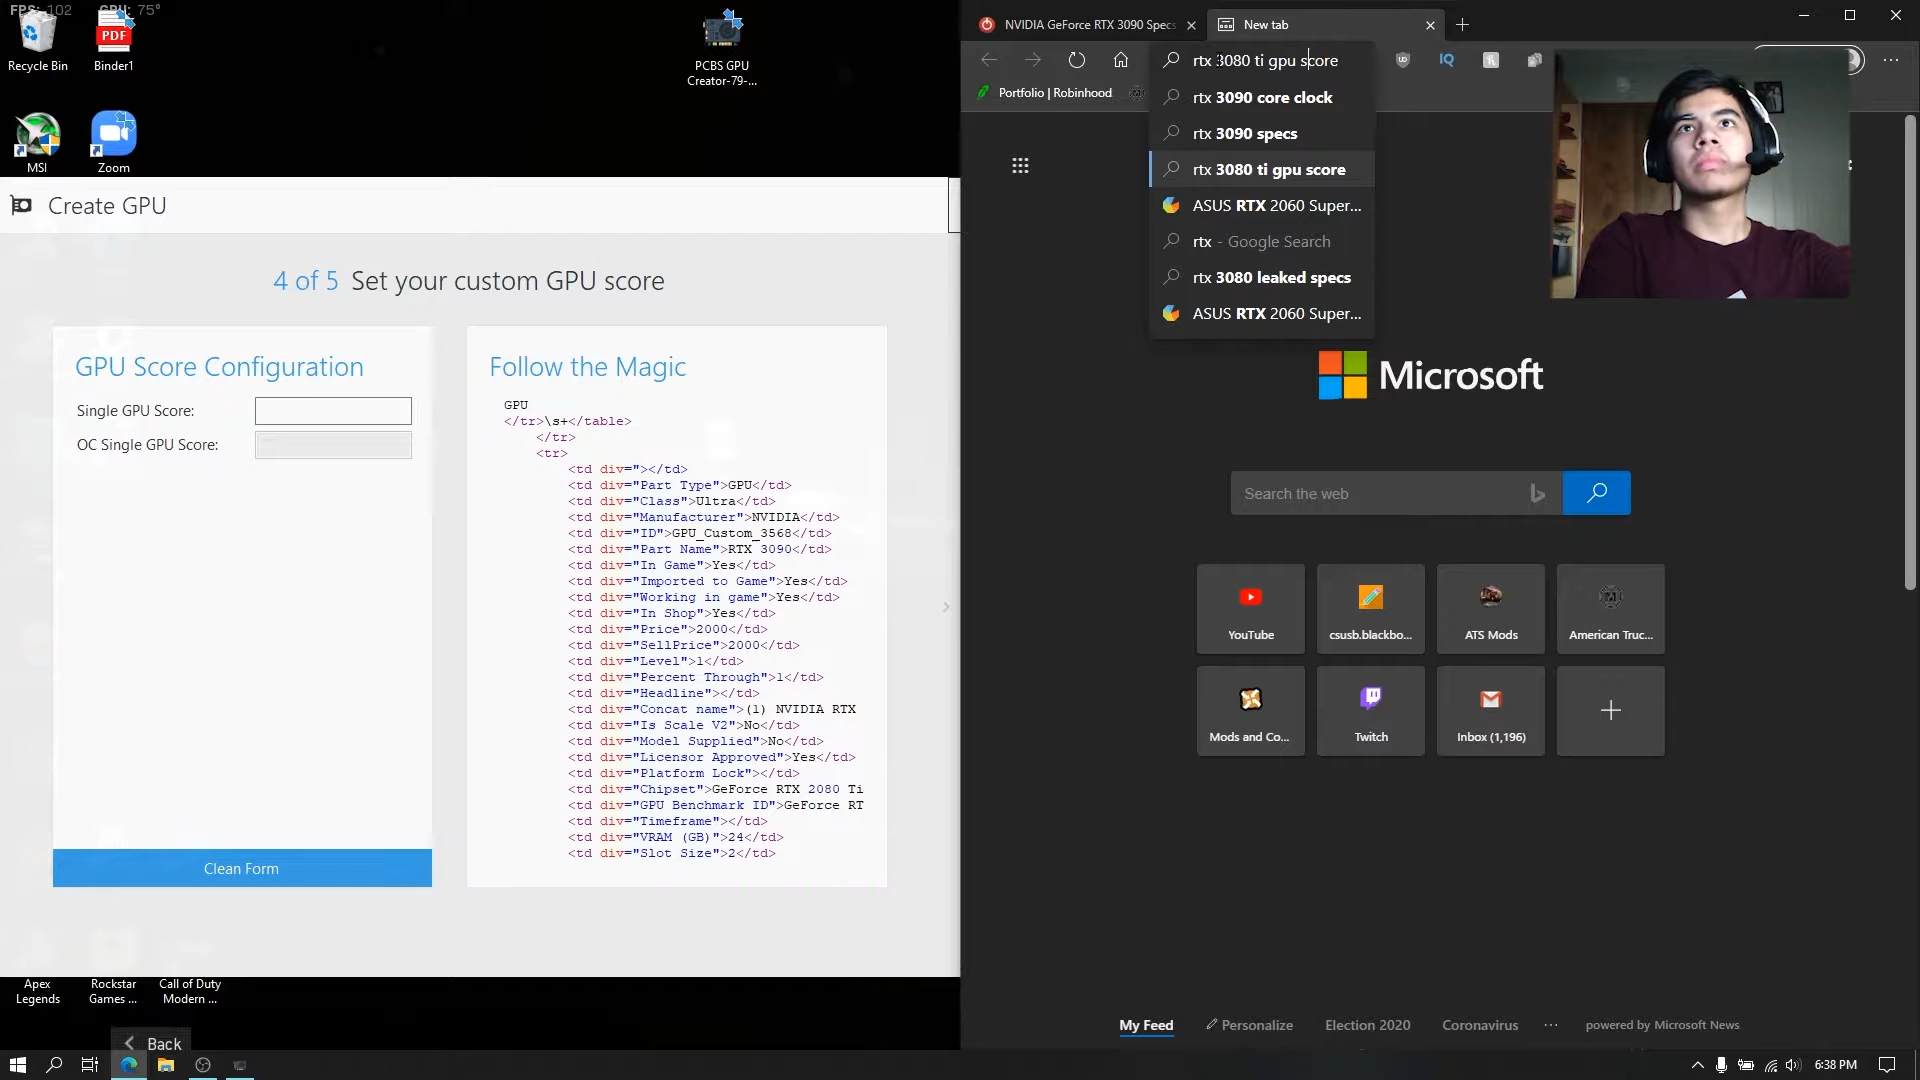 FPS: 102 GPU: 75°
Recycle Bin
PDF
Binder1
PCBS GPU
Creator-79-...
MSI
Zoom
Create GPU
4 of 5 Set your custom GPU score
GPU Score Configuration
Single GPU Score:
OC Single GPU Score:
Clean Form
Follow the Magic
GPU
</tr>\s+</table>
</tr>
<tr>
<td div="></td>
<td div="Part Type">GPU</td>
<td div="Class">Ultra</td>
<td div="Manufacturer">NVIDIA</td>
<td div="ID">GPU_Custom_3568</td>
<td div="Part Name">RTX 3090</td>
<td div="In Game">Yes</td>
<td div="Imported to Game">Yes</td>
<td div="Working in game">Yes</td>
<td div="In Shop">Yes</td>
<td div="Price">2000</td>
<td div="SellPrice">2000</td>
<td div="Level">1</td>
<td div="Percent Through">1</td>
<td div="Headline"></td>
<td div="Concat name">(1) NVIDIA RTX
<td div="Is Scale V2">No</td>
<td div="Model Supplied">No</td>
<td div="Licensor Approved">Yes</td>
<td div="Platform Lock"></td>
<td div="Chipset">GeForce RTX 2080 Ti
<td div="GPU Benchmark ID">GeForce RT
<td div="Timeframe"></td>
<td div="VRAM (GB)">24</td>
<td div="Slot Size">2</td>
Apex
Legends
Rockstar
Games ...
Call of Duty
Modern ...
Back
NVIDIA GeForce RTX 3090 Specs
New tab
rtx 3080 ti gpu score
IQ
Portfolio | Robinhood
rtx 3090 core clock
rtx 3090 specs
rtx 3080 ti gpu score
ASUS RTX 2060 Super...
rtx - Google Search
rtx 3080 leaked specs
ASUS RTX 2060 Super...
Microsoft
Search the web
YouTube
csusb.blackbo...
ATS Mods
American Truc...
Mods and Co...
Twitch
Inbox (1,196)
My Feed
Personalize
Election 2020
Coronavirus
...
powered by Microsoft News
6:38 PM